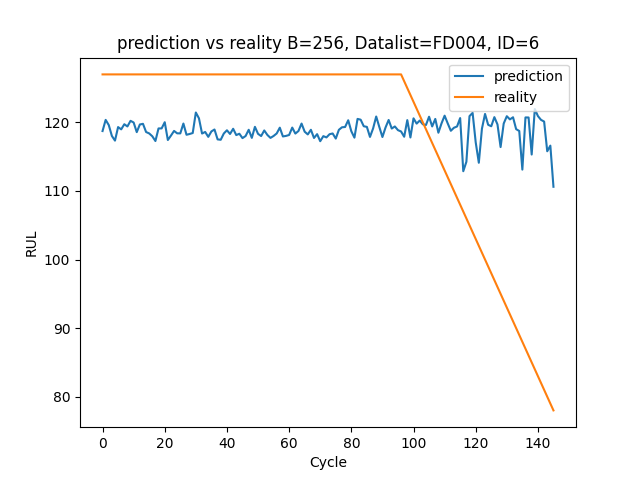 prediction vs reality B=256, Datalist=FD004, ID=6
prediction
reality
RUL
120
110
100
90
80
0 20 40 60 80 100 120 140
Cycle